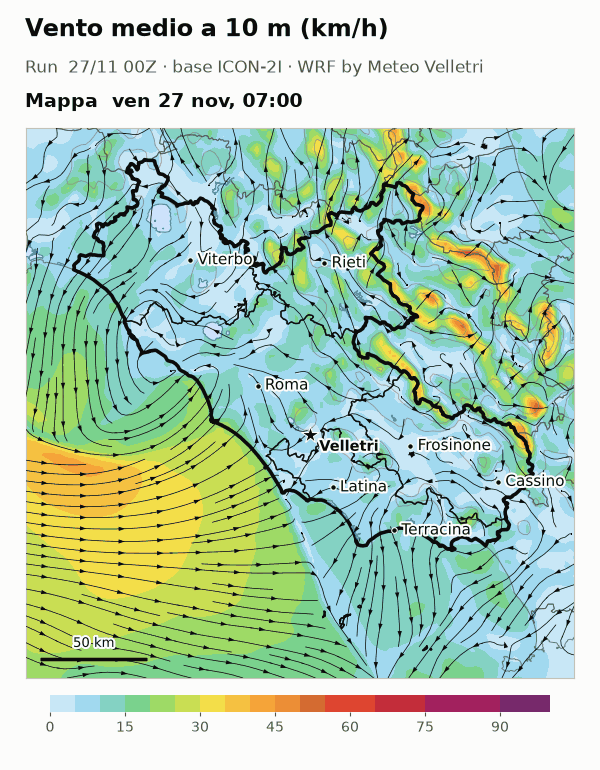 Vento medio a 10 m (km/h)
Run  27/11 00Z · base ICON-2I · WRF by Meteo Velletri
Mappa  ven 27 nov, 07:00
Viterbo
Rieti
Roma
Velletri
Frosinone
Cassino
Latina
Terracina
50 km
0 15 30 45 60 75 90